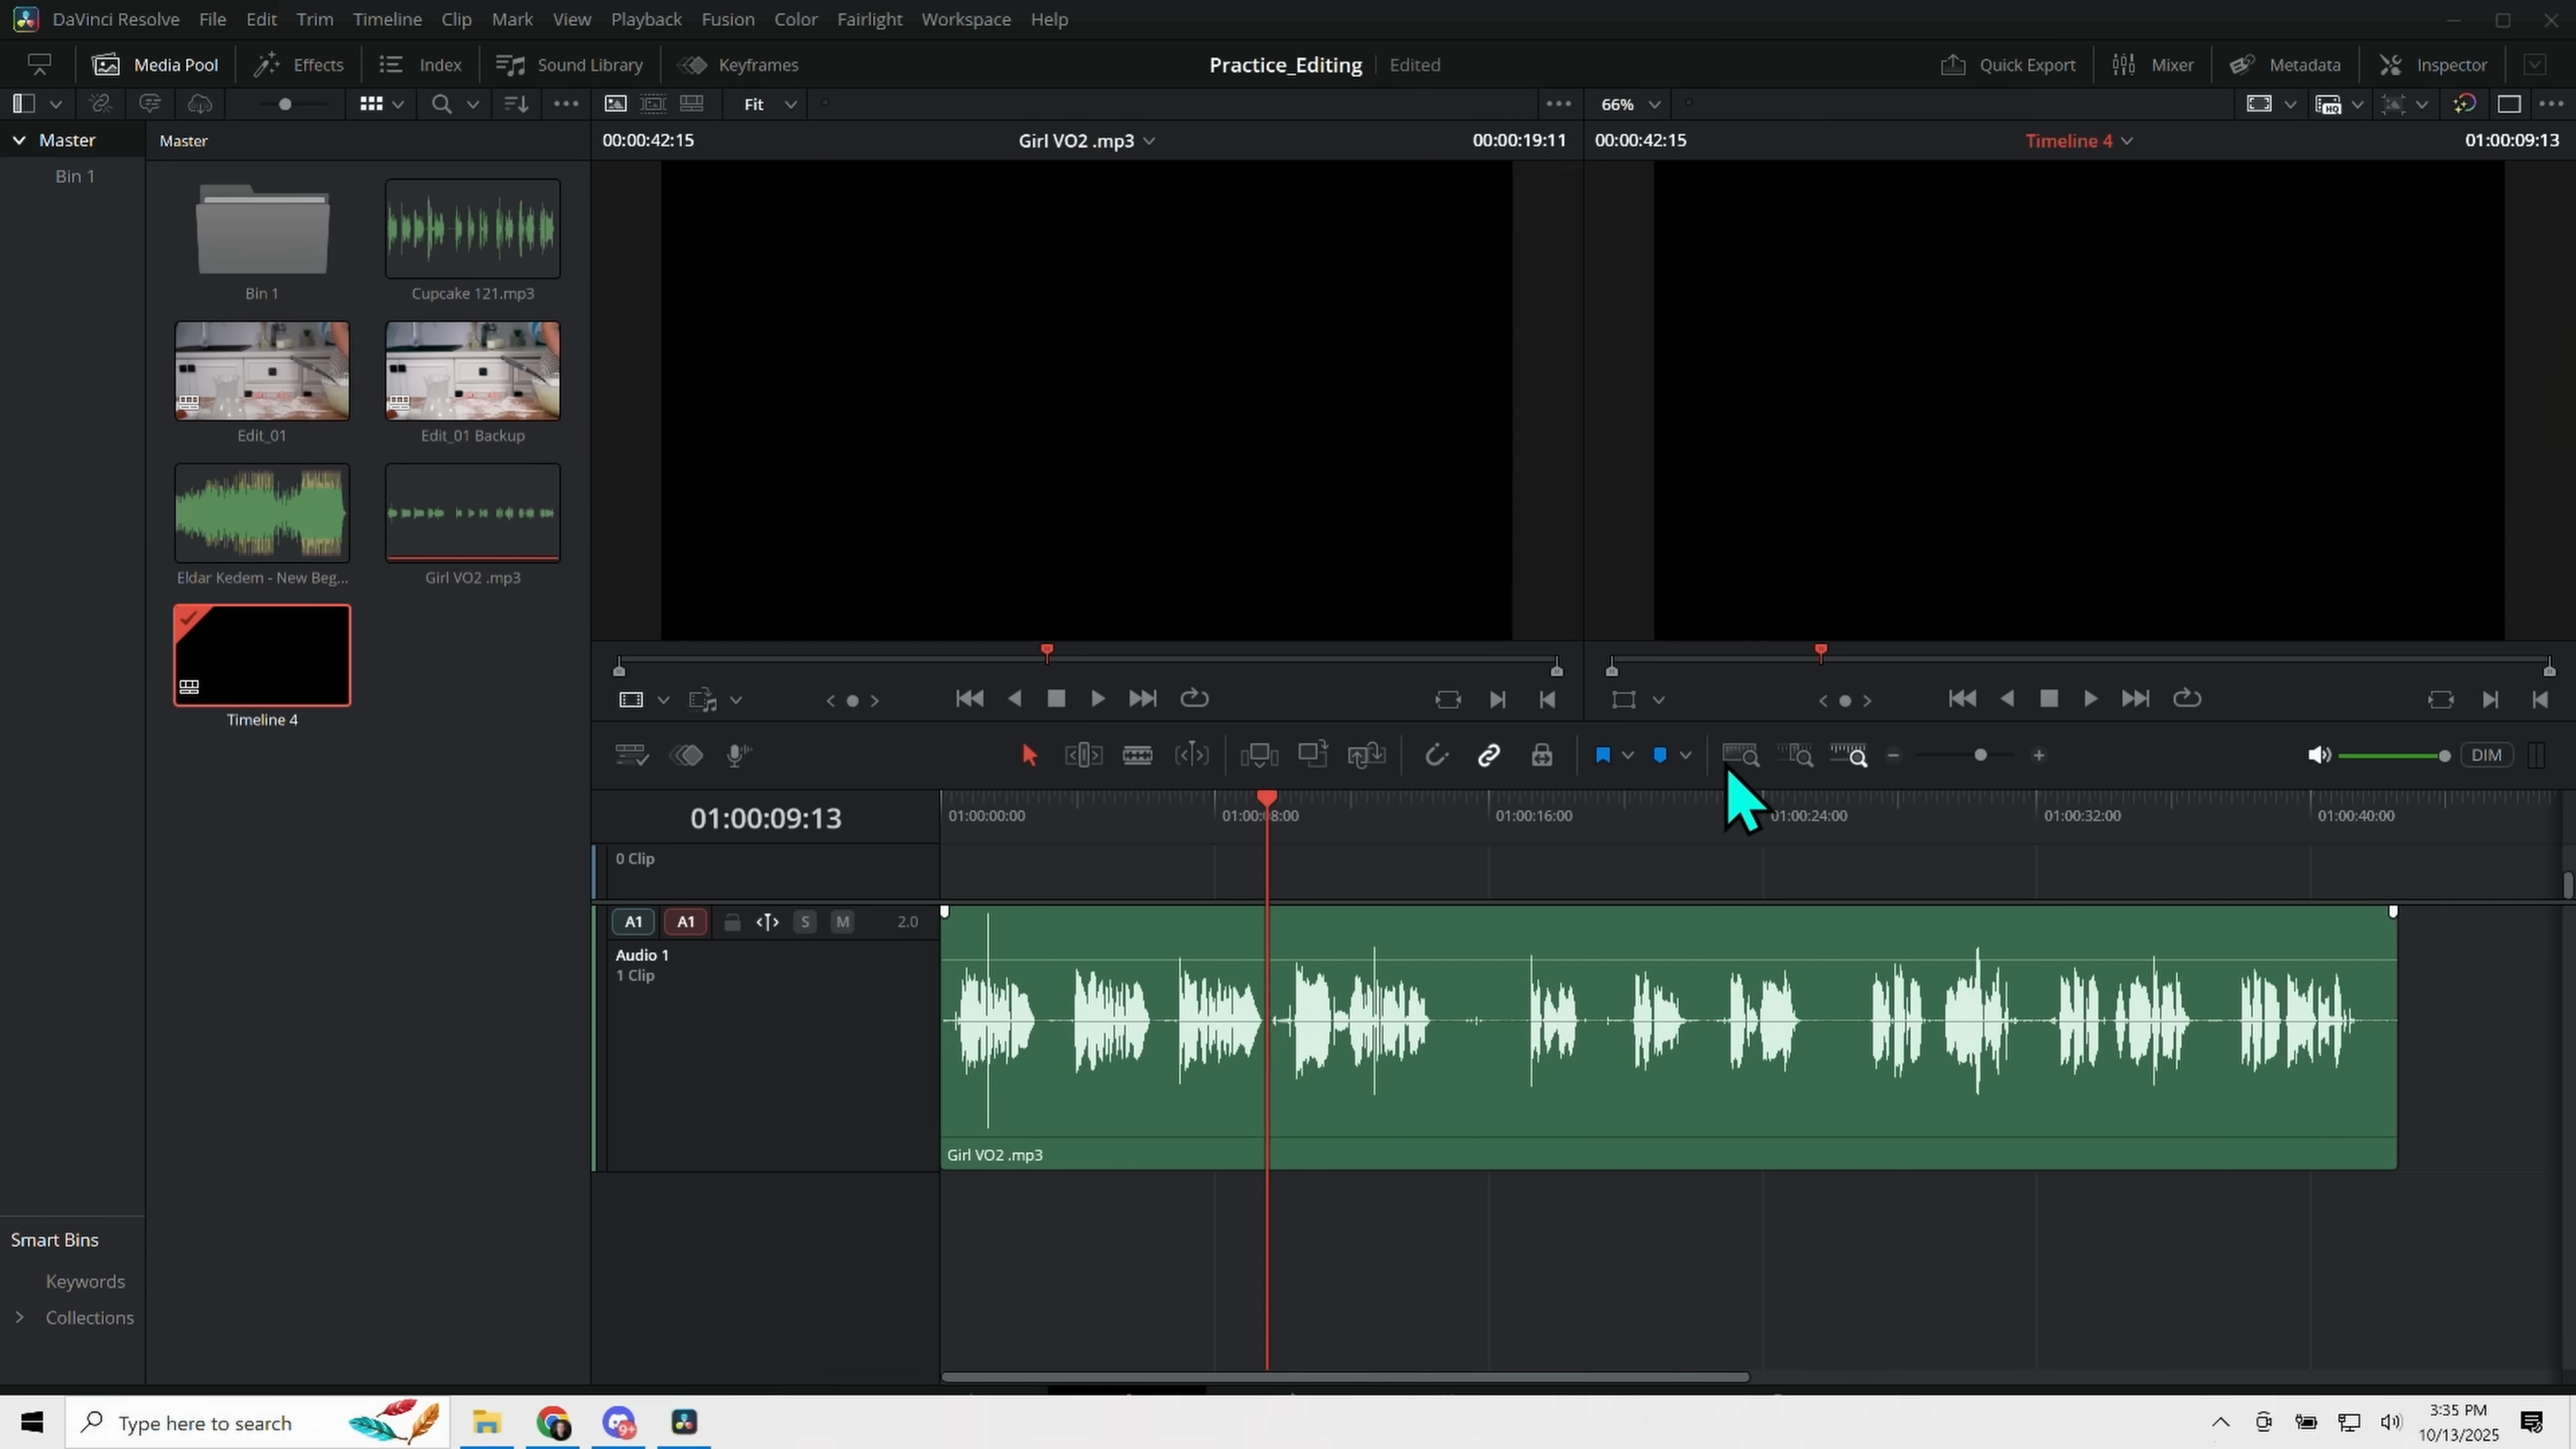 DaVinci Resolve File Edit Trim Timeline Clip Mark View Playback Fusion Color Fairlight Workspace Help
Media Pool Effects Index Sound Library Keyframes Practice_Editing Edited Quick Export Mixer Metadata Inspector
Fit 66%
Master Master 00:00:42:15 Girl VO2 .mp3 00:00:19:11 00:00:42:15 Timeline 4 01:00:09:13
Bin 1
Bin 1 Cupcake 121.mp3
Edit_01 Edit_01 Backup
Eldar Kedem - New Beg... Girl VO2 .mp3
Timeline 4
DIM
01:00:09:13 01:00:00:00 01:00:08:00 01:00:16:00 01:00:24:00 01:00:32:00 01:00:40:00
0 Clip
A1 A1 S M 2.0
Audio 1
1 Clip
Girl VO2 .mp3
Smart Bins
Keywords
Collections
Type here to search 9+ 3:35 PM
10/13/2025